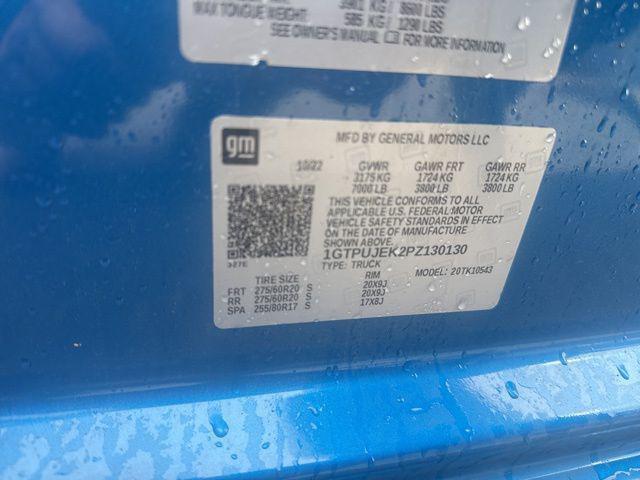 3901 KG / 8600 LBS
MAX TONGUE WEIGHT. 585 KG / 1290 LBS
SEE OWNER'S MANUAL FOR MORE INFORMATION
gm
MFD BY GENERAL MOTORS LLC
10/22 GVWR GAWR FRT GAWR RR
3175 KG 1724 KG 1724 KG
7000 LB 3800 LB 3800 LB
THIS VEHICLE CONFORMS TO ALL
APPLICABLE U.S. FEDERAL MOTOR
VEHICLE SAFETY STANDARDS IN EFFECT
ON THE DATE OF MANUFACTURE
SHOWN ABOVE.
1GTPUJEK2PZ130130
TYPE: TRUCK MODEL: 20TK10543
TIRE SIZE RIM
FRT 275/60R20 S 20X9J
RR 275/60R20 S 20X9J
SPA 255/80R17 S 17X8J